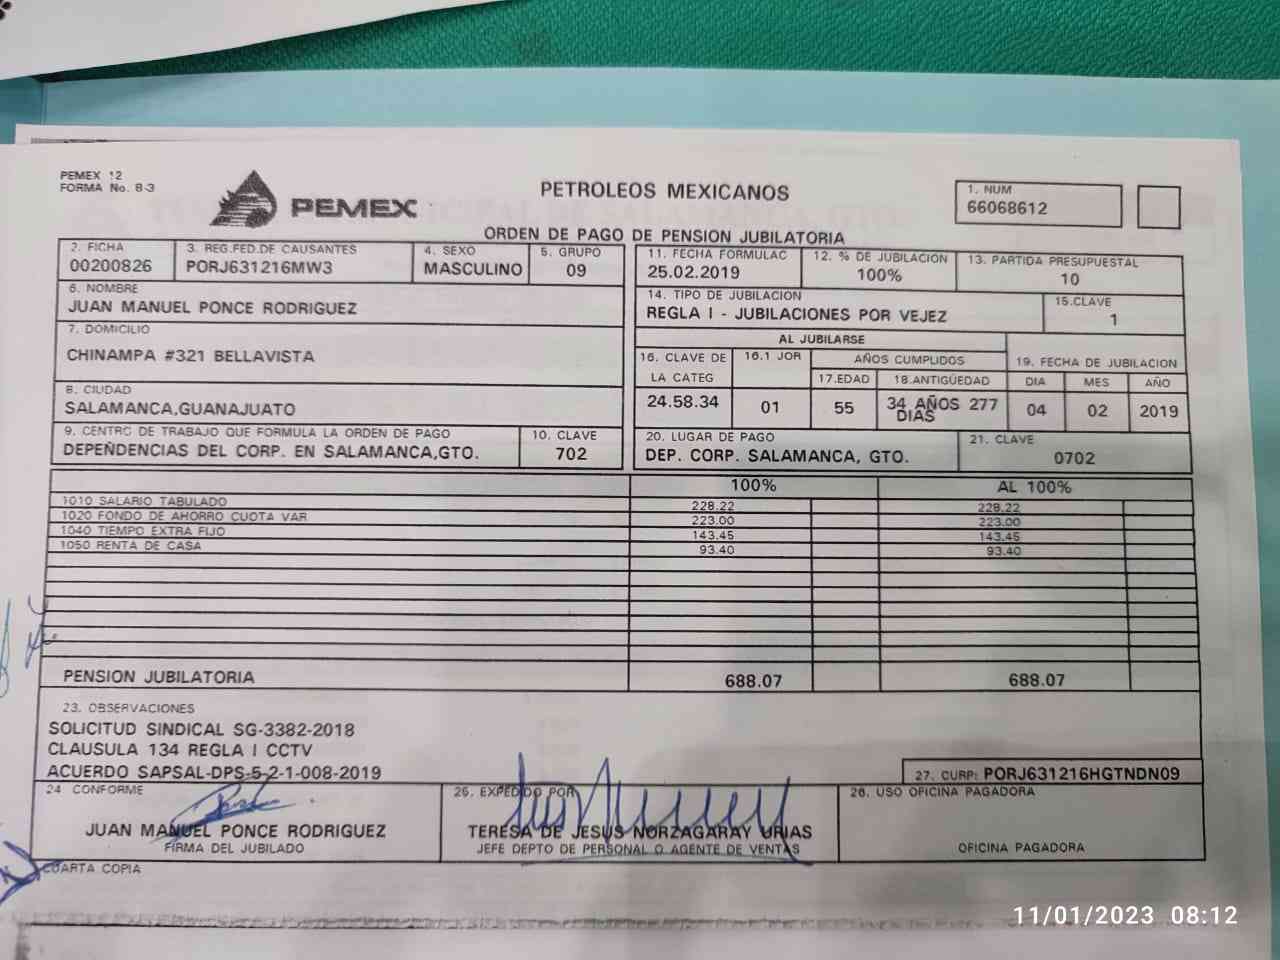 PEMEX 12
FORMA No. 8-3
PEMEX
PETROLEOS MEXICANOS
ORDEN DE PAGO DE PENSION JUBILATORIA
1. NUM
66068612
2. FICHA
00200826
3. REG.FED.DE CAUSANTES
PORJ631216MW3
4. SEXO
MASCULINO
5. GRUPO
09
6. NOMBRE
JUAN MANUEL PONCE RODRIGUEZ
7. DOMICILIO
CHINAMPA #321 BELLAVISTA
8. CIUDAD
SALAMANCA,GUANAJUATO
9. CENTRO DE TRABAJO QUE FORMULA LA ORDEN DE PAGO
DEPENDENCIAS DEL CORP. EN SALAMANCA,GTO.
10. CLAVE
702
11. FECHA FORMULAC
25.02.2019
12. % DE JUBILACION
100%
13. PARTIDA PRESUPUESTAL
10
14. TIPO DE JUBILACION
REGLA I - JUBILACIONES POR VEJEZ
15.CLAVE
1
AL JUBILARSE
16. CLAVE DE LA CATEG
24.58.34
16.1 JOR
01
AÑOS CUMPLIDOS
17.EDAD
55
18.ANTIGÜEDAD
34 AÑOS 277 DIAS
19. FECHA DE JUBILACION
DIA MES AÑO
04 02 2019
20. LUGAR DE PAGO
DEP. CORP. SALAMANCA, GTO.
21. CLAVE
0702
100% AL 100%
1010 SALARIO TABULADO 228.22 228.22
1020 FONDO DE AHORRO CUOTA VAR 223.00 223.00
1040 TIEMPO EXTRA FIJO 143.45 143.45
1050 RENTA DE CASA 93.40 93.40
PENSION JUBILATORIA 688.07 688.07
23. OBSERVACIONES
SOLICITUD SINDICAL SG-3382-2018
CLAUSULA 134 REGLA I CCTV
ACUERDO SAPSAL-DPS-5-2-1-008-2019
27. CURP: PORJ631216HGTNDN09
24 CONFORME
JUAN MANUEL PONCE RODRIGUEZ
FIRMA DEL JUBILADO
25. EXPEDIDO POR
TERESA DE JESUS NORZAGARAY URIAS
JEFE DEPTO DE PERSONAL O AGENTE DE VENTAS
26. USO OFICINA PAGADORA
OFICINA PAGADORA
CUARTA COPIA
11/01/2023 08:12